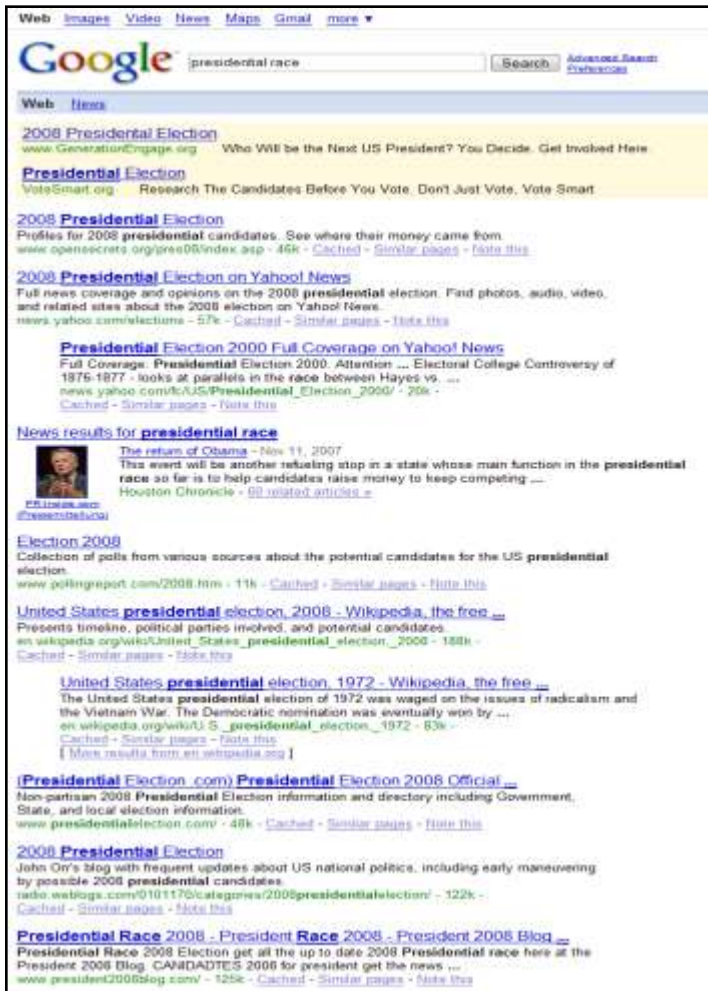 Web Images Video News Maps Gmail more ▼
Google presidential race Search Advanced Search
Preferences
Web News
2008 Presidental Election
www.GenerationEngage.org Who Will be the Next US President? You Decide. Get Involved Here.
Presidential Election
VoteSmart.org Research The Candidates Before You Vote. Don't Just Vote, Vote Smart
2008 Presidential Election
Profiles for 2008 presidential candidates. See where their money came from.
www.opensecrets.org/pres08/index.asp - 46k - Cached - Similar pages - Note this
2008 Presidential Election on Yahoo! News
Full news coverage and opinions on the 2008 presidential election. Find photos, audio, video,
and related sites about the 2008 election on Yahoo! News.
news.yahoo.com/elections - 57k - Cached - Similar pages - Note this
Presidential Election 2000 Full Coverage on Yahoo! News
Full Coverage. Presidential Election 2000. Attention ... Electoral College Controversy of
1876-1877 - looks at parallels in the race between Hayes vs. ...
news.yahoo.com/fc/US/Presidential_Election_2000/ - 20k -
Cached - Similar pages - Note this
News results for presidential race
The return of Obama - Nov 11, 2007
This event will be another refueling stop in a state whose main function in the presidential
race so far is to help candidates raise money to keep competing ...
Houston Chronicle - 60 related articles »
PR-Inside.com
(Pressemitteilung)
Election 2008
Collection of polls from various sources about the potential candidates for the US presidential
election.
www.pollingreport.com/2008.htm - 11k - Cached - Similar pages - Note this
United States presidential election, 2008 - Wikipedia, the free ...
Presents timeline, political parties involved, and potential candidates.
en.wikipedia.org/wiki/United_States_presidential_election,_2008 - 188k -
Cached - Similar pages - Note this
United States presidential election, 1972 - Wikipedia, the free ...
The United States presidential election of 1972 was waged on the issues of radicalism and
the Vietnam War. The Democratic nomination was eventually won by ...
en.wikipedia.org/wiki/U.S._presidential_election,_1972 - 83k -
Cached - Similar pages - Note this
[ More results from en.wikipedia.org ]
(Presidential Election .com) Presidential Election 2008 Official ...
Non-partisan 2008 Presidential Election information and directory including Government,
State, and local election information.
www.presidentialelection.com/ - 48k - Cached - Similar pages - Note this
2008 Presidential Election
John Orr's blog with frequent updates about US national politics, including early maneuvering
by possible 2008 presidential candidates.
radio.weblogs.com/0101176/categories/2008presidentialelection/ - 122k -
Cached - Similar pages - Note this
Presidential Race 2008 - President Race 2008 - President 2008 Blog ...
Presidential Race 2008 Election get all the up to date 2008 Presidential race here at the
President 2008 Blog. CANIDADTES 2008 for president get the news ...
www.president2008blog.com/ - 125k - Cached - Similar pages - Note this